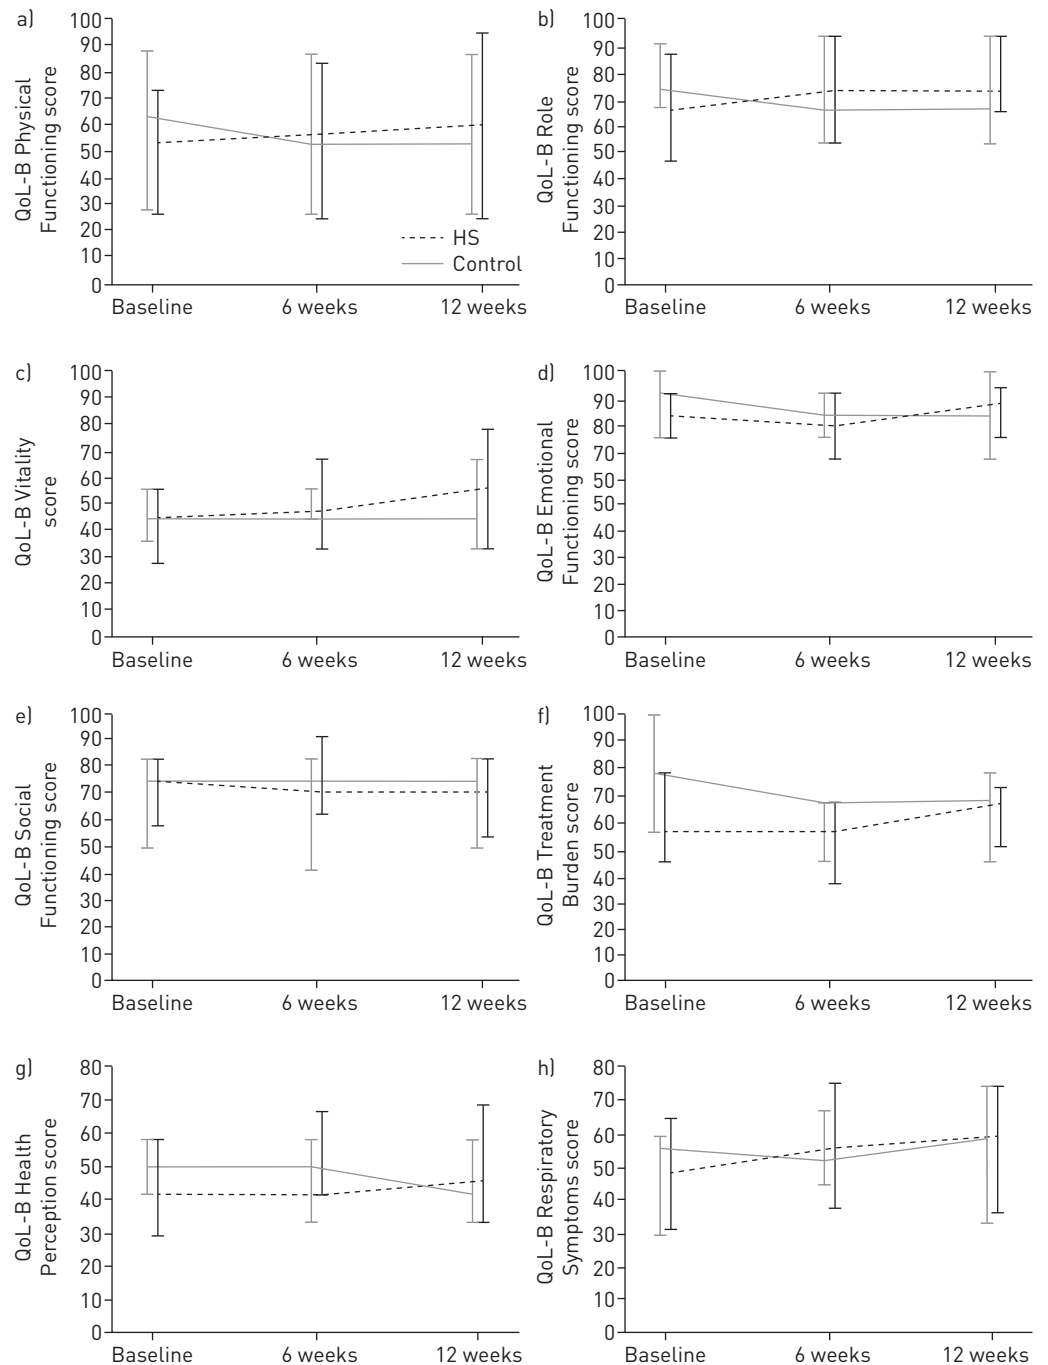 a)
QoL-B Physical
Functioning score
100
90
80
70
60
50
40
30
20
10
0
HS
Control
Baseline
6 weeks
12 weeks
b)
QoL-B Role
Functioning score
100
90
80
70
60
50
40
30
20
10
0
Baseline
6 weeks
12 weeks
c)
QoL-B Vitality
score
100
90
80
70
60
50
40
30
20
10
0
Baseline
6 weeks
12 weeks
d)
QoL-B Emotional
Functioning score
100
90
80
70
50
50
40
30
20
10
0
Baseline
6 weeks
12 weeks
e)
QoL-B Social
Functioning score
100
90
80
70
60
50
40
30
20
10
0
Baseline
6 weeks
12 weeks
f)
QoL-B Treatment
Burden score
100
90
80
70
60
50
40
30
20
10
0
Baseline
6 weeks
12 weeks
g)
QoL-B Health
Perception score
80
70
60
50
40
30
20
10
0
Baseline
6 weeks
12 weeks
h)
QoL-B Respiratory
Symptoms score
80
70
60
50
40
30
20
10
0
Baseline
6 weeks
12 weeks